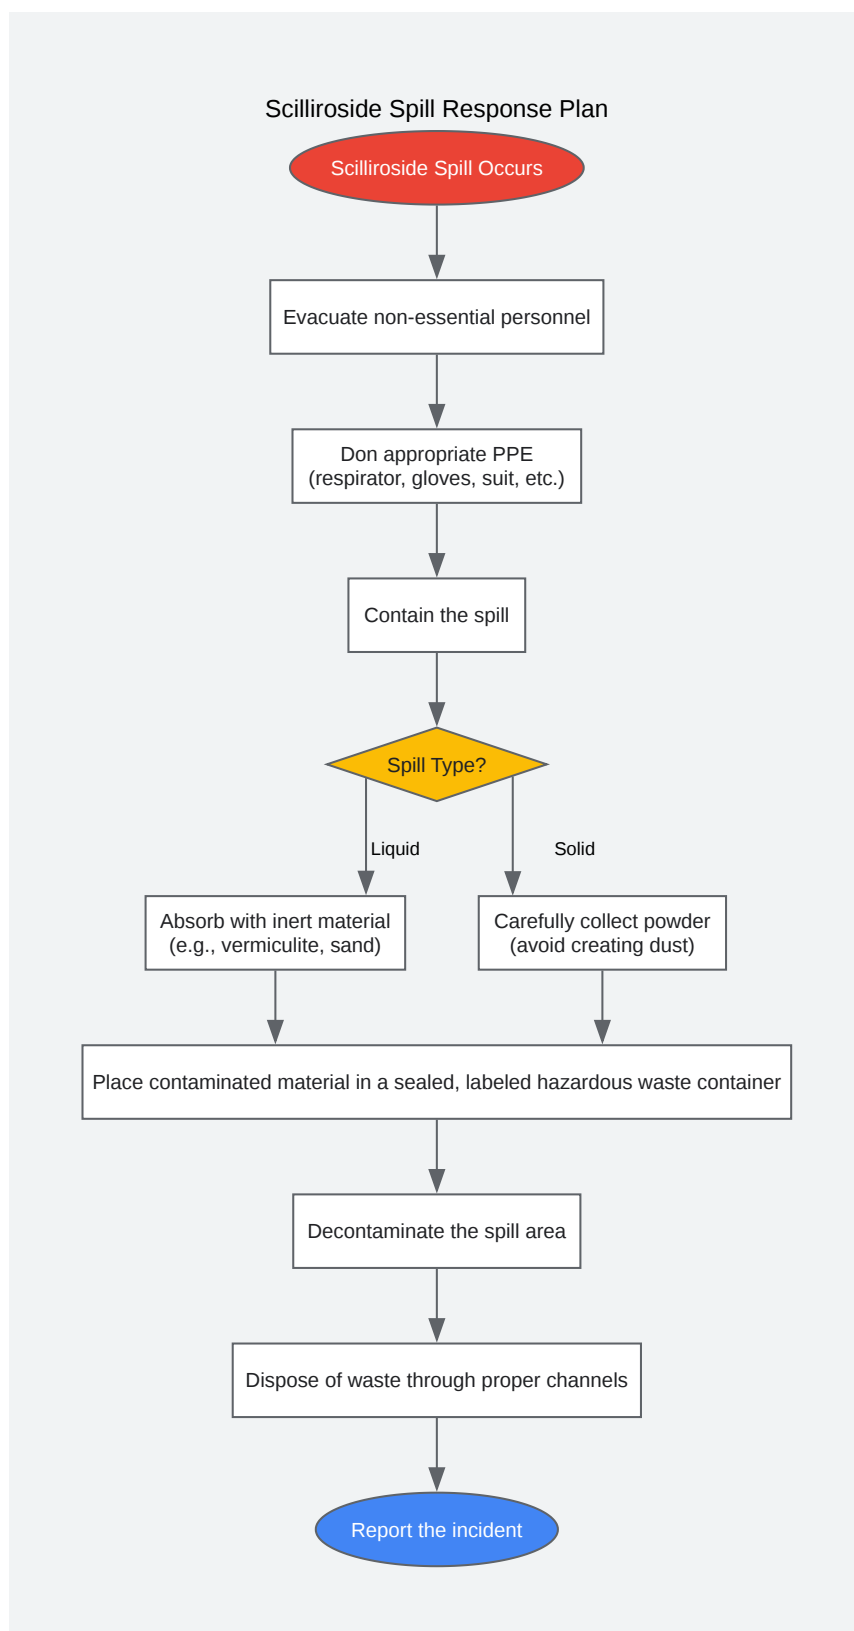 Scilliroside Spill Response Plan
Scilliroside Spill Occurs
Evacuate non-essential personnel
Don appropriate PPE
(respirator, gloves, suit, etc.)
Contain the spill
Spill Type?
Liquid
Solid
Absorb with inert material
(e.g., vermiculite, sand)
Carefully collect powder
(avoid creating dust)
Place contaminated material in a sealed, labeled hazardous waste container
Decontaminate the spill area
Dispose of waste through proper channels
Report the incident